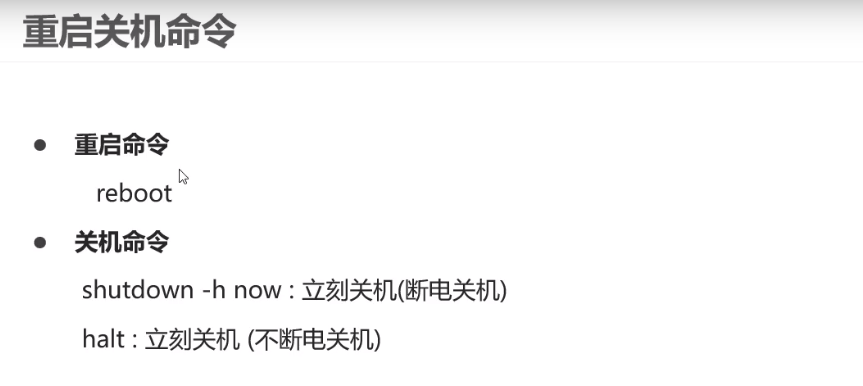 重启关机命令
● 重启命令
reboot
● 关机命令
shutdown -h now : 立刻关机(断电关机)
halt : 立刻关机 (不断电关机)